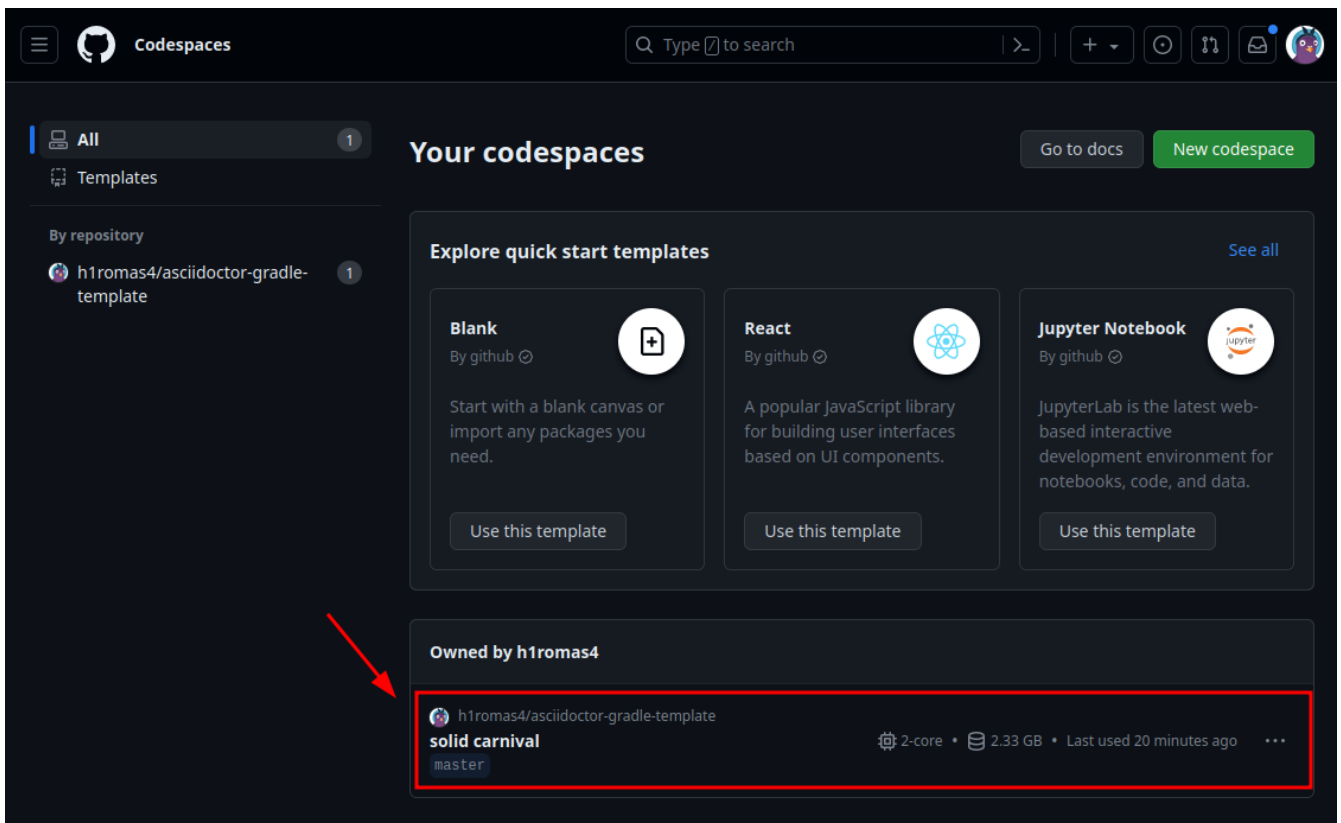 Codespaces
Type / to search
All 1
Templates
By repository
h1romas4/asciidoctor-gradle-
template
1
Your codespaces
Go to docs
New codespace
Explore quick start templates
See all
Blank
By github
Start with a blank canvas or
import any packages you
need.
Use this template
React
By github
A popular JavaScript library
for building user interfaces
based on UI components.
Use this template
Jupyter Notebook
By github
jupyter
JupyterLab is the latest web-
based interactive
development environment for
notebooks, code, and data.
Use this template
Owned by h1romas4
h1romas4/asciidoctor-gradle-template
solid carnival
2-core • 2.33 GB • Last used 20 minutes ago
master